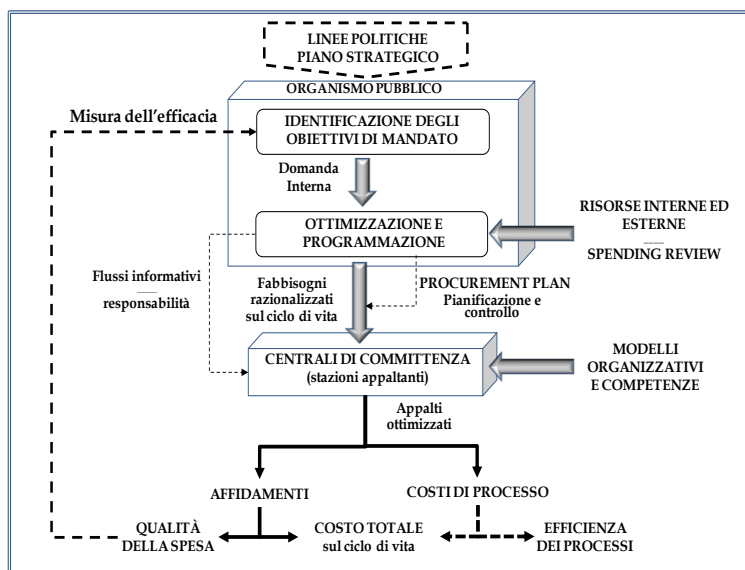 LINEE POLITICHE
PIANO STRATEGICO
ORGANISMO PUBBLICO
Misura dell'efficacia
IDENTIFICAZIONE DEGLI
OBIETTIVI DI MANDATO
Domanda
Interna
RISORSE INTERNE ED
ESTERNE
SPENDING REVIEW
OTTIMIZZAZIONE E
PROGRAMMAZIONE
Flussi informativi
responsabilità
Fabbisogni
razionalizzati
sul ciclo di vita
PROCUREMENT PLAN
Pianificazione e
controllo
CENTRALI DI COMMITTENZA
(stazioni appaltanti)
MODELLI
ORGANIZZATIVI
E COMPETENZE
Appalti
ottimizzati
AFFIDAMENTI
COSTI DI PROCESSO
QUALITÀ
DELLA SPESA
COSTO TOTALE
sul ciclo di vita
EFFICIENZA
DEI PROCESSI